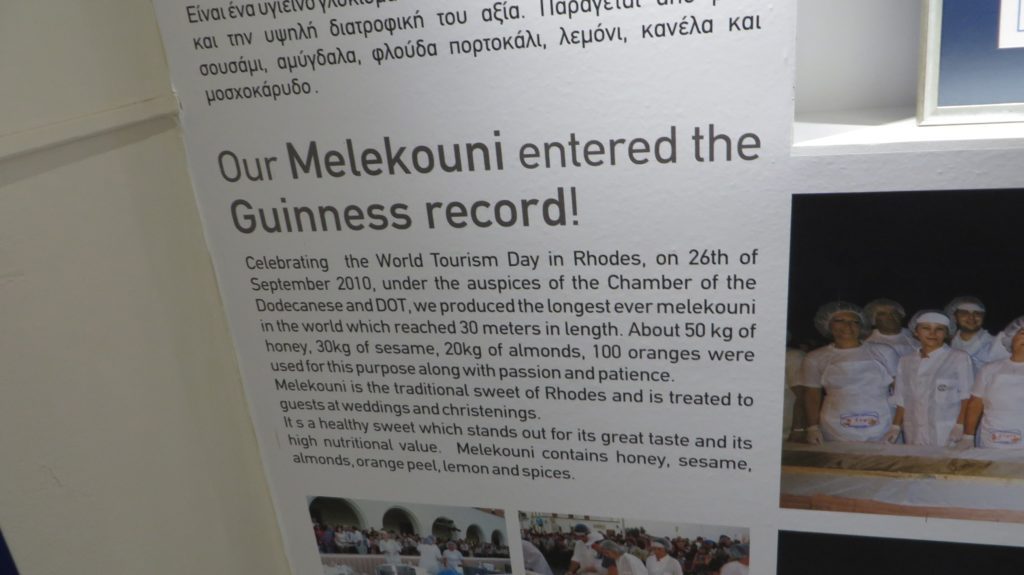 Είναι ένα υγιεινό
και την υψηλή διατροφική του αξία. Παράγεται από
σουσάμι, αμύγδαλα, φλούδα πορτοκάλι, λεμόνι, κανέλα και
μοσχοκάρυδο.
Our Melekouni entered the
Guinness record!
Celebrating the World Tourism Day in Rhodes, on 26th of
September 2010, under the auspices of the Chamber of the
Dodecanese and DOT, we produced the longest ever melekouni
in the world which reached 30 meters in length. About 50 kg of
honey, 30kg of sesame, 20kg of almonds, 100 oranges were
used for this purpose along with passion and patience.
Melekouni is the traditional sweet of Rhodes and is treated to
guests at weddings and christenings.
It s a healthy sweet which stands out for its great taste and its
high nutritional value. Melekouni contains honey, sesame,
almonds, orange peel, lemon and spices.